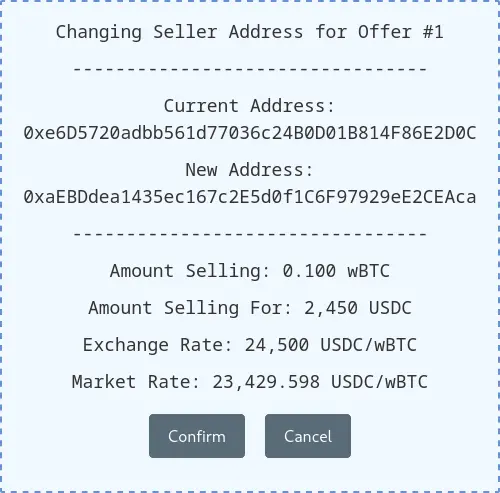 Changing Seller Address for Offer #1
---------------------------------
Current Address:
0xe6D5720adbb561d77036c24B0D01B814F86E2D0C
New Address:
0xaEBDdea1435ec167c2E5d0f1C6F97929eE2CEAca
---------------------------------
Amount Selling: 0.100 wBTC
Amount Selling For: 2,450 USDC
Exchange Rate: 24,500 USDC/wBTC
Market Rate: 23,429.598 USDC/wBTC
Confirm
Cancel